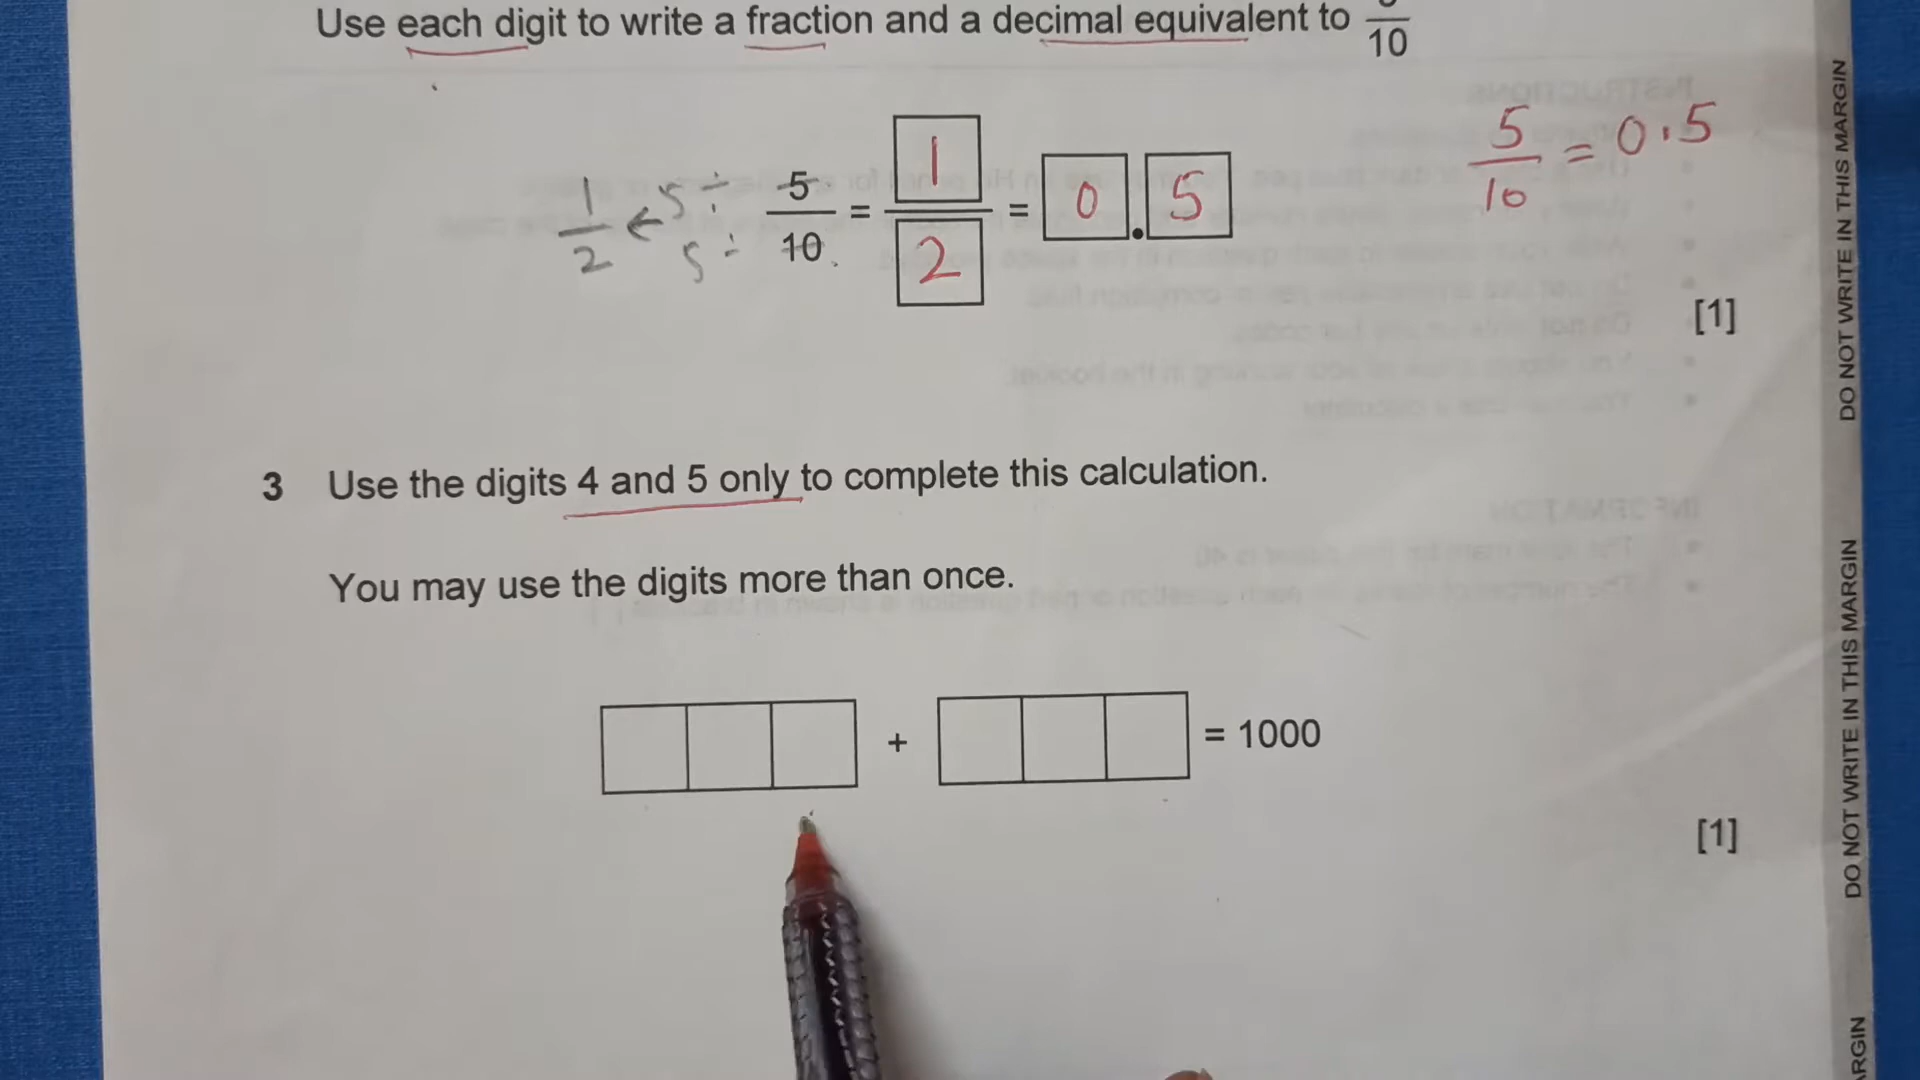 Use each digit to write a fraction and a decimal equivalent to
10
1/2 ← 5÷ 5÷ 5/10 = 1/2 = 0.5
5/10 = 0.5
[1]
3 Use the digits 4 and 5 only to complete this calculation.
You may use the digits more than once.
+ = 1000
[1]
DO NOT WRITE IN THIS MARGIN
DO NOT WRITE IN THIS MARGIN
RGIN